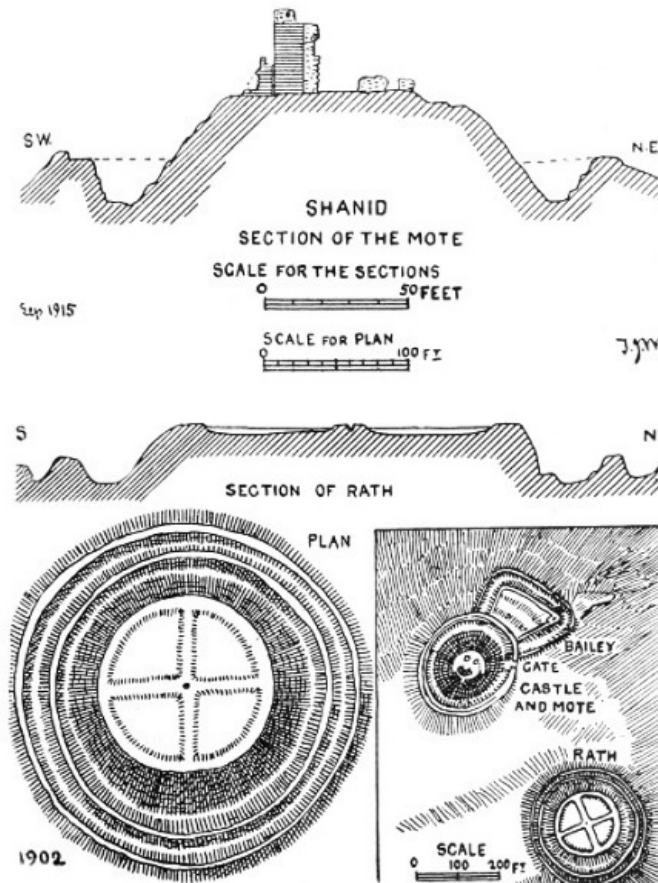 SW.
N.E
SHANID
SECTION OF THE MOTE
SCALE FOR THE SECTIONS
0 50 FEET
Sep 1915
SCALE FOR PLAN
0 100 FT
S
N
SECTION OF RATH
PLAN
BAILEY
GATE
CASTLE
AND MOTE
RATH
1902
SCALE
0 100 200 FT